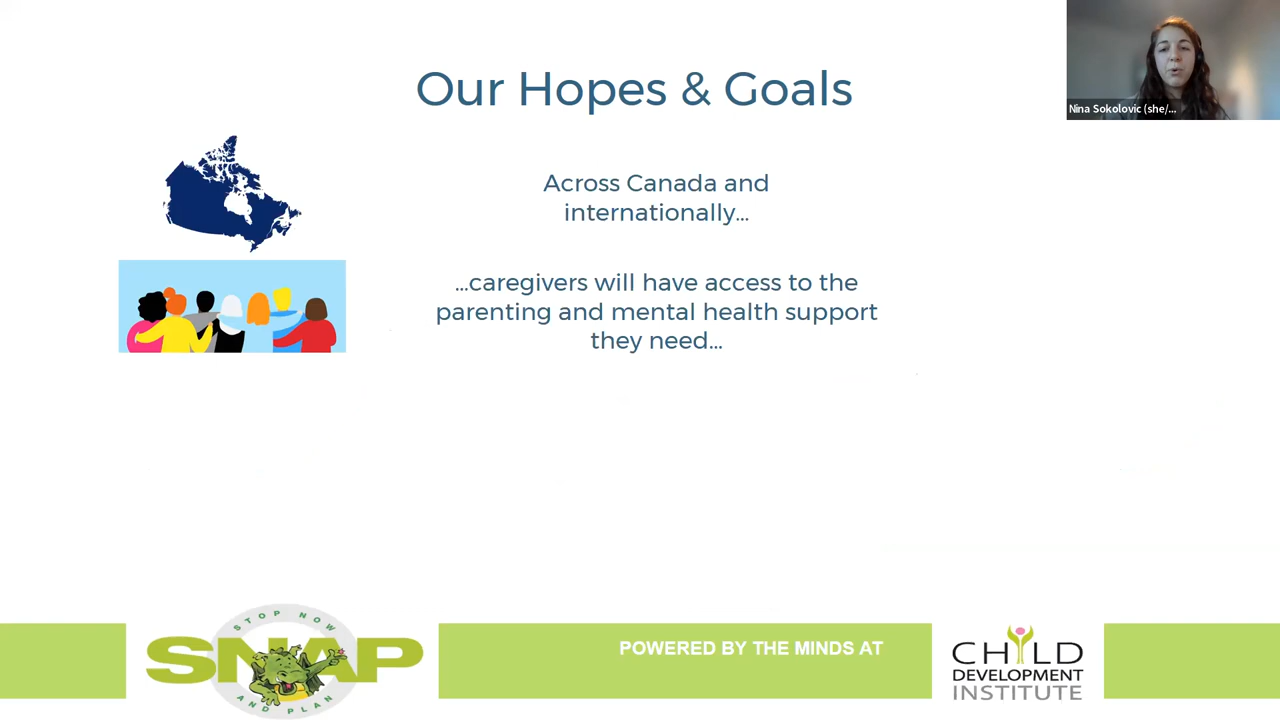 Our Hopes & Goals
Nina Sokolovic (she/...
Across Canada and
internationally...
...caregivers will have access to the
parenting and mental health support
they need...
STOP NOW
SNAP
AND PLAN
POWERED BY THE MINDS AT
CHILD
DEVELOPMENT
INSTITUTE